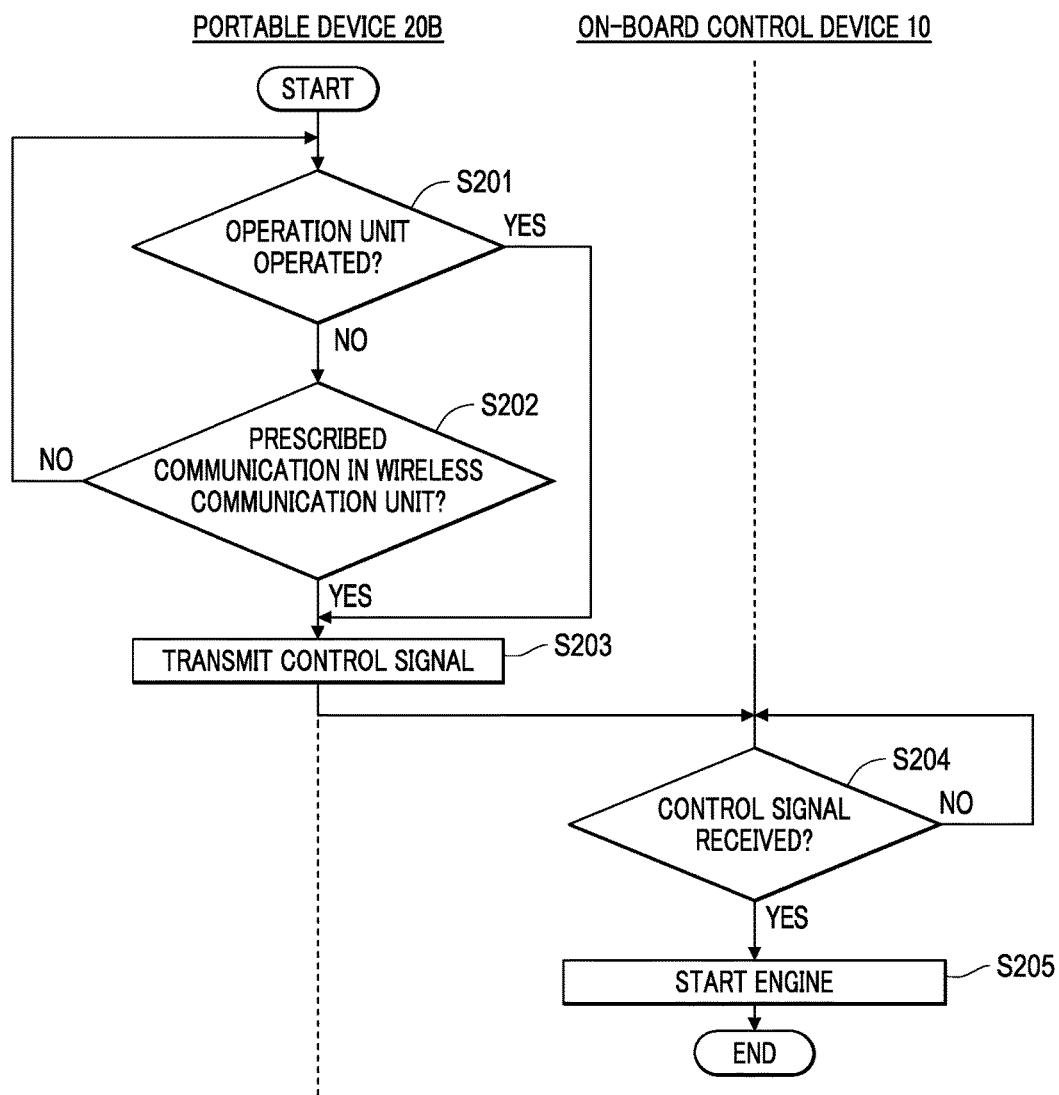 PORTABLE DEVICE 20B
ON-BOARD CONTROL DEVICE 10
START
S201
OPERATION UNIT
OPERATED?
YES
NO
S202
PRESCRIBED
COMMUNICATION IN WIRELESS
COMMUNICATION UNIT?
NO
YES
TRANSMIT CONTROL SIGNAL
S203
S204
CONTROL SIGNAL
RECEIVED?
NO
YES
START ENGINE
S205
END